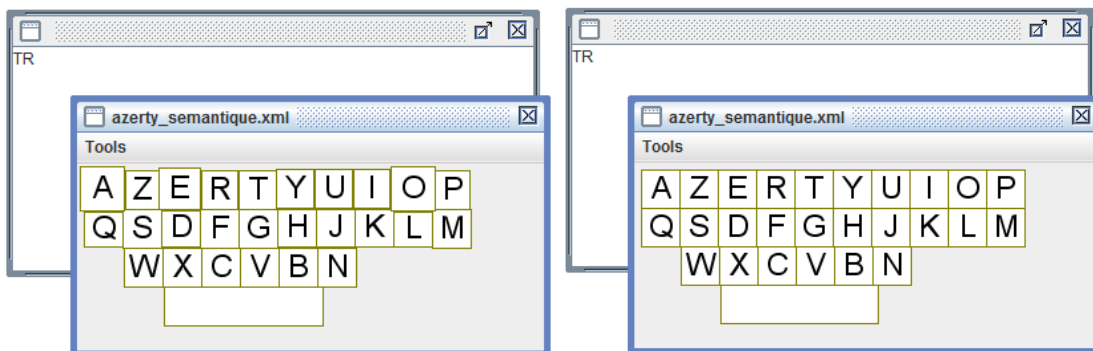 TR
azerty_semantique.xml
Tools
A Z E R T Y U I O P
Q S D F G H J K L M
W X C V B N
TR
azerty_semantique.xml
Tools
A Z E R T Y U I O P
Q S D F G H J K L M
W X C V B N